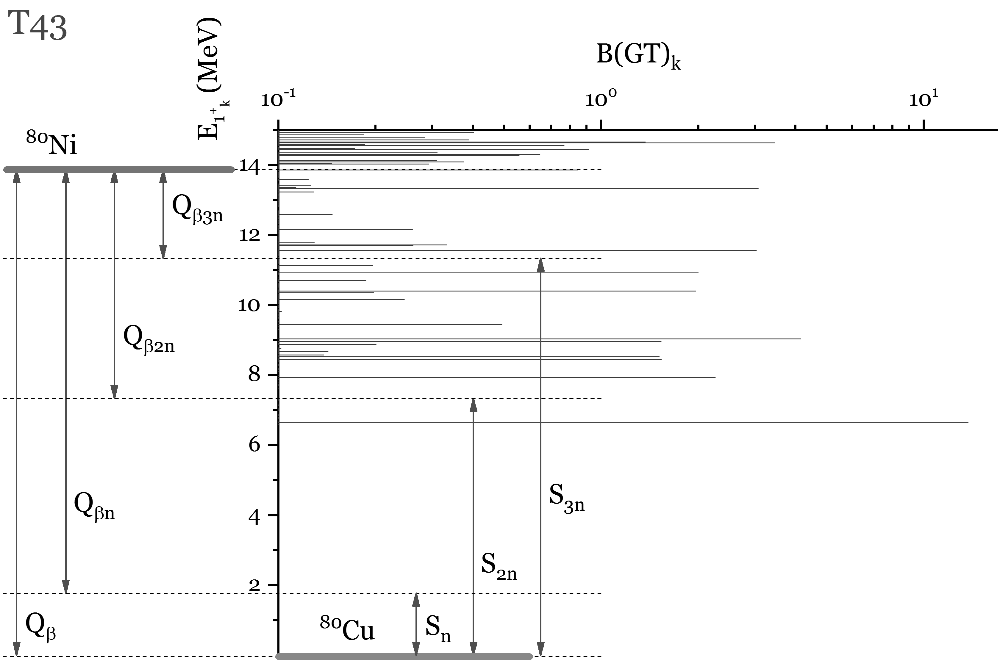 T43
E₁⁺ₖ (MeV)
B(GT)ₖ
10⁻¹ 10⁰ 10¹
⁸⁰Ni
14
Qβ3n
12
10
Qβ2n
8
6
Qβn
4
S3n
S2n
2
Qβ
⁸⁰Cu
Sn